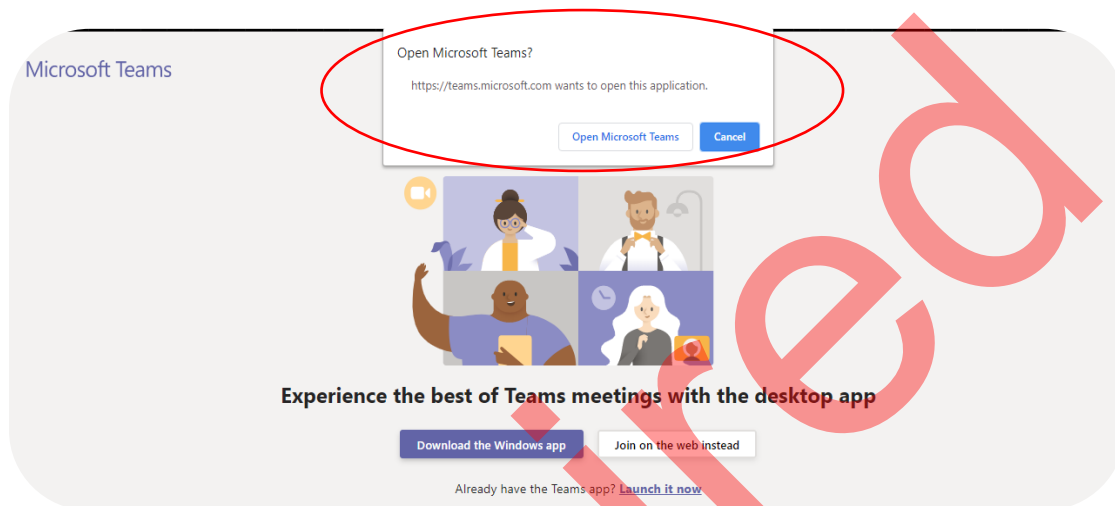 Open Microsoft Teams?
Microsoft Teams
https://teams.microsoft.com wants to open this application.
Open Microsoft Teams Cancel
Experience the best of Teams meetings with the desktop app
Download the Windows app Join on the web instead
Already have the Teams app? Launch it now
ired